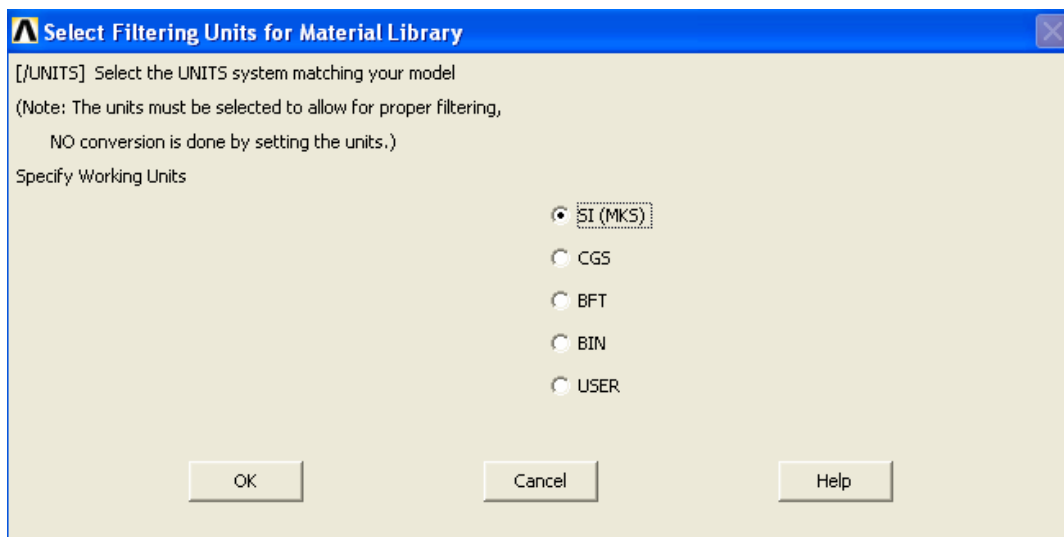 Select Filtering Units for Material Library
[/UNITS] Select the UNITS system matching your model
(Note: The units must be selected to allow for proper filtering,
NO conversion is done by setting the units.)
Specify Working Units
SI (MKS)
CGS
BFT
BIN
USER
OK Cancel Help